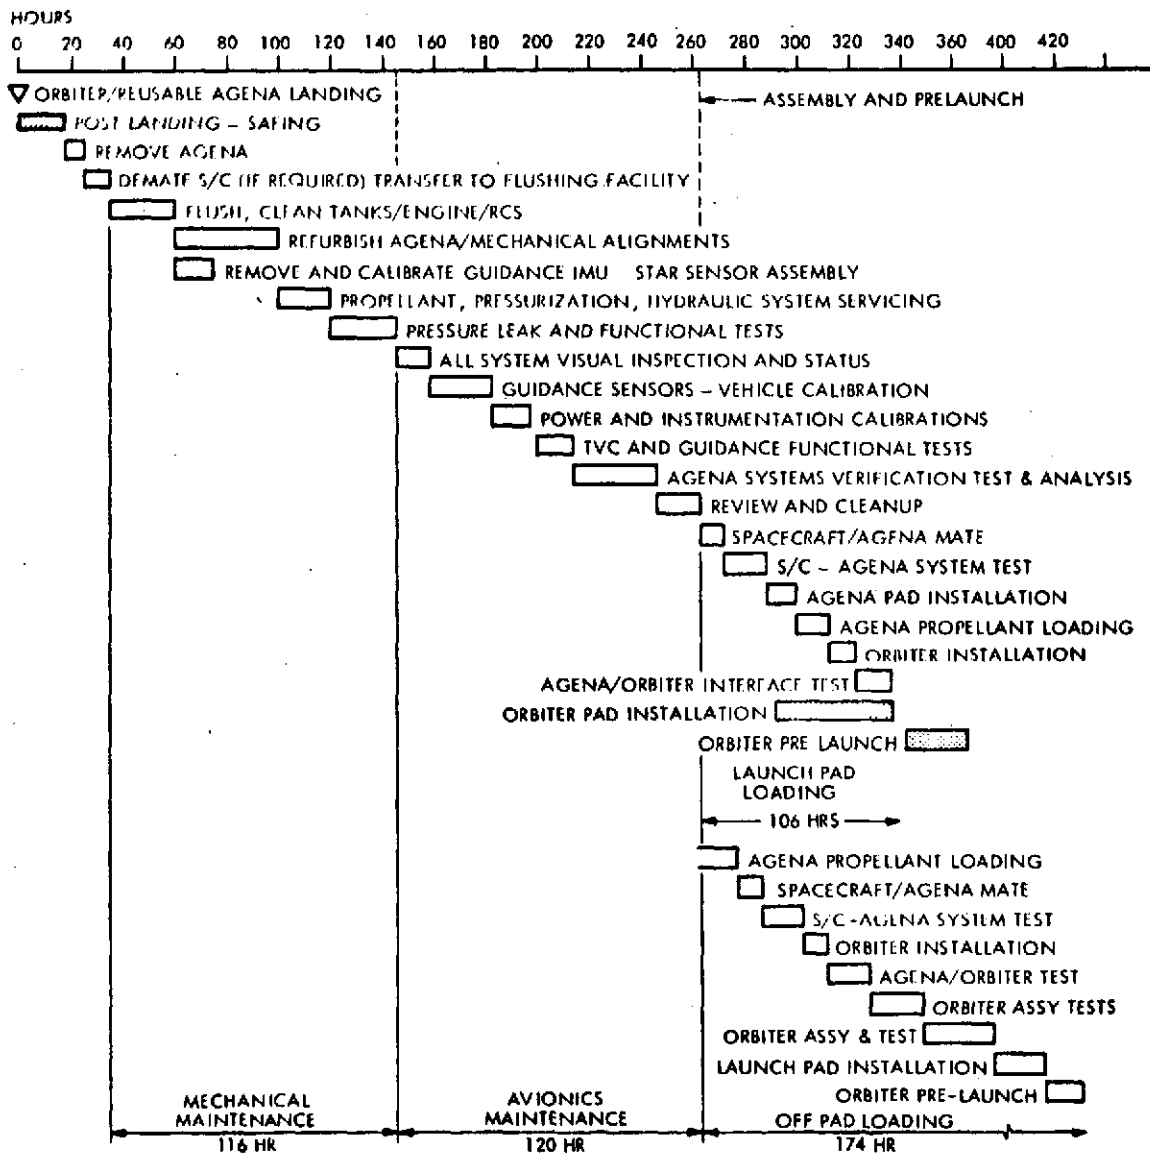 HOURS
0 20 40 60 80 100 120 140 160 180 200 220 240 260 280 300 320 340 360 400 420
ORBITER/REUSABLE AGENA LANDING
ASSEMBLY AND PRELAUNCH
POST LANDING – SAFING
REMOVE AGENA
DEMATE S/C (IF REQUIRED) TRANSFER TO FLUSHING FACILITY
FLUSH, CLEAN TANKS/ENGINE/RCS
REFURBISH AGENA/MECHANICAL ALIGNMENTS
REMOVE AND CALIBRATE GUIDANCE IMU STAR SENSOR ASSEMBLY
PROPELLANT, PRESSURIZATION, HYDRAULIC SYSTEM SERVICING
PRESSURE LEAK AND FUNCTIONAL TESTS
ALL SYSTEM VISUAL INSPECTION AND STATUS
GUIDANCE SENSORS – VEHICLE CALIBRATION
POWER AND INSTRUMENTATION CALIBRATIONS
TVC AND GUIDANCE FUNCTIONAL TESTS
AGENA SYSTEMS VERIFICATION TEST & ANALYSIS
REVIEW AND CLEANUP
SPACECRAFT/AGENA MATE
S/C – AGENA SYSTEM TEST
AGENA PAD INSTALLATION
AGENA PROPELLANT LOADING
ORBITER INSTALLATION
AGENA/ORBITER INTERFACE TEST
ORBITER PAD INSTALLATION
ORBITER PRE LAUNCH
LAUNCH PAD
LOADING
106 HRS
AGENA PROPELLANT LOADING
SPACECRAFT/AGENA MATE
S/C -AGENA SYSTEM TEST
ORBITER INSTALLATION
AGENA/ORBITER TEST
ORBITER ASSY TESTS
ORBITER ASSY & TEST
LAUNCH PAD INSTALLATION
ORBITER PRE-LAUNCH
MECHANICAL
MAINTENANCE
116 HR
AVIONICS
MAINTENANCE
120 HR
OFF PAD LOADING
174 HR